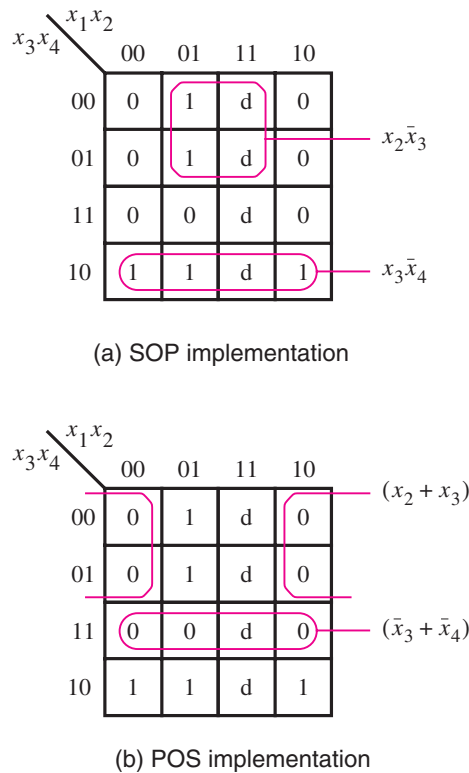 x₁x₂
x₃x₄
00 01 11 10
00 0 1 d 0
01 0 1 d 0
x₂x̄₃
11 0 0 d 0
10 1 1 d 1
x₃x̄₄
(a) SOP implementation
x₁x₂
x₃x₄
00 01 11 10
00 0 1 d 0
(x₂ + x₃)
01 0 1 d 0
11 0 0 d 0
(x̄₃ + x̄₄)
10 1 1 d 1
(b) POS implementation